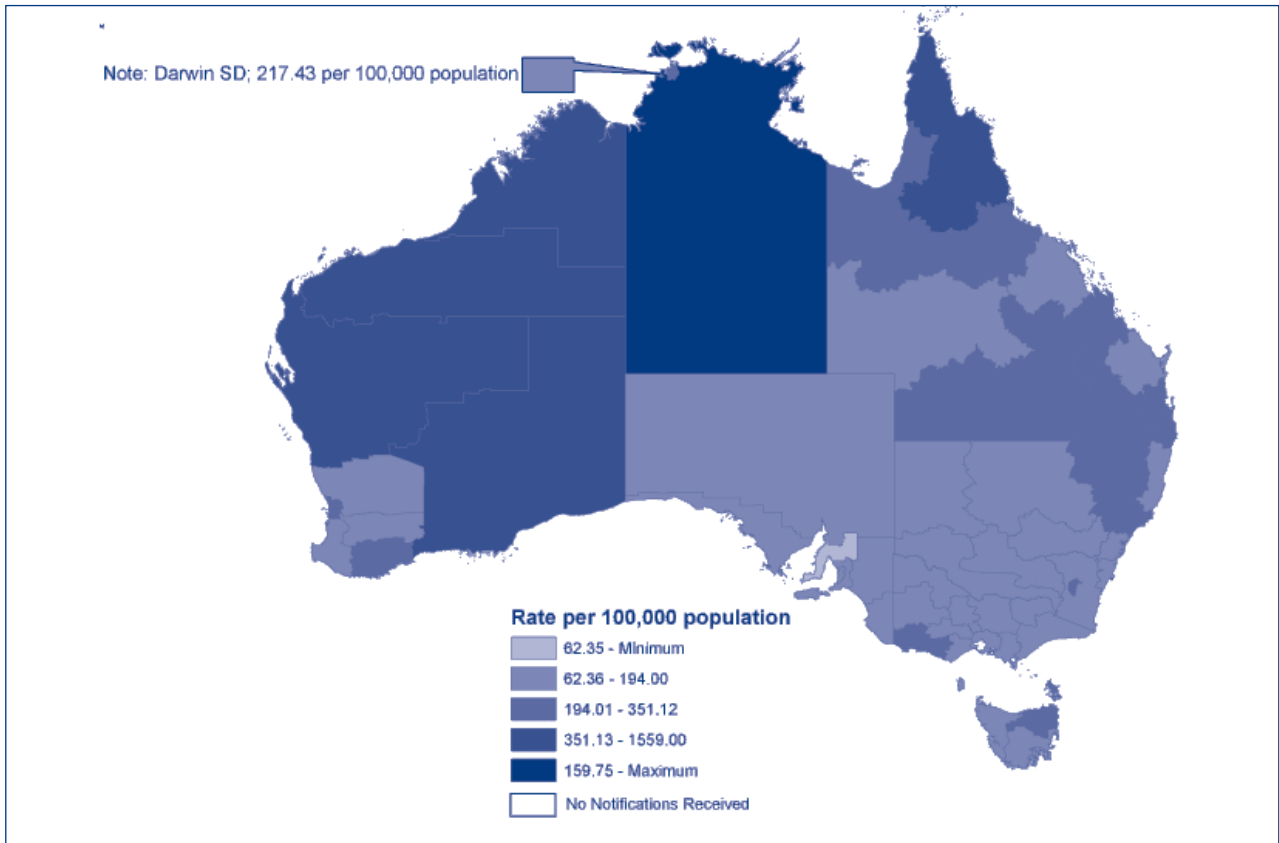 Note: Darwin SD; 217.43 per 100,000 population
Rate per 100,000 population
62.35 - Minimum
62.36 - 194.00
194.01 - 351.12
351.13 - 1559.00
159.75 - Maximum
No Notifications Received